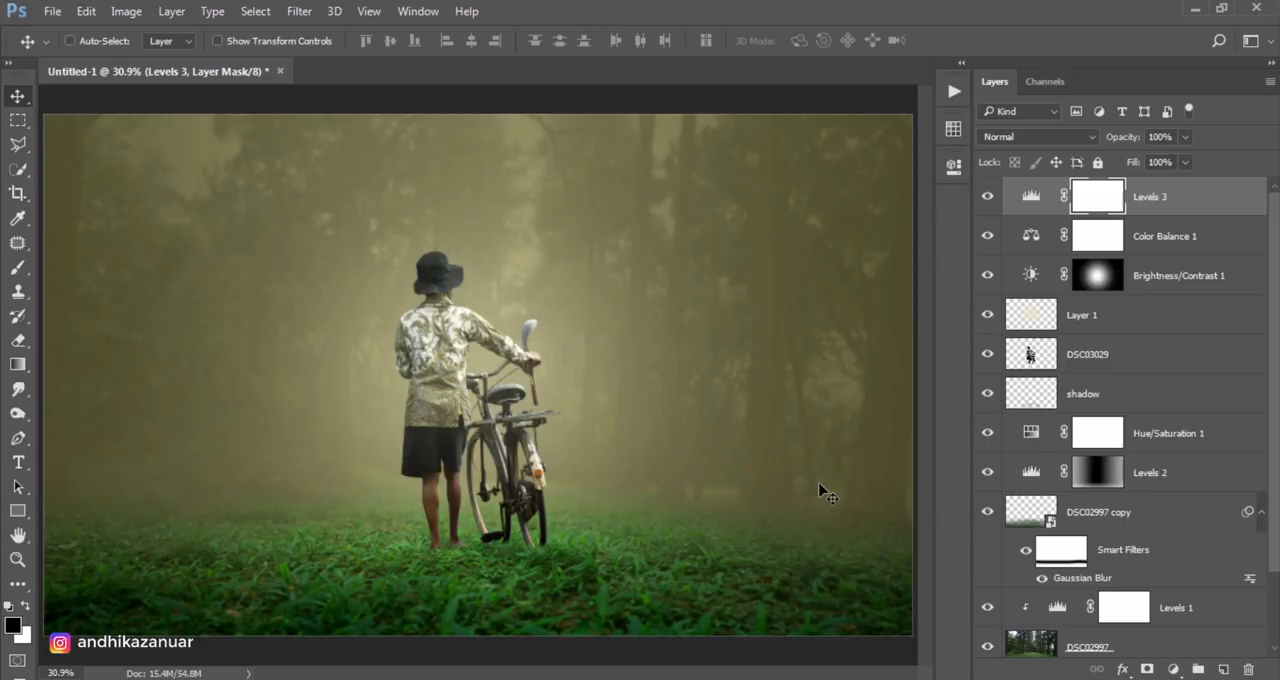 Ps File Edit Image Layer Type Select Filter 3D View Window Help
Auto-Select: Layer Show Transform Controls 3D Mode:
Untitled-1 @ 30.9% (Levels 3, Layer Mask/8) *
Layers Channels
Kind
Normal Opacity: 100%
Lock: Fill: 100%
Levels 3
Color Balance 1
Brightness/Contrast 1
Layer 1
DSC03029
shadow
Hue/Saturation 1
Levels 2
DSC02997 copy
Smart Filters
Gaussian Blur
Levels 1
DSC02997
andhikazanuar
30.9% Doc: 15.4M/54.8M